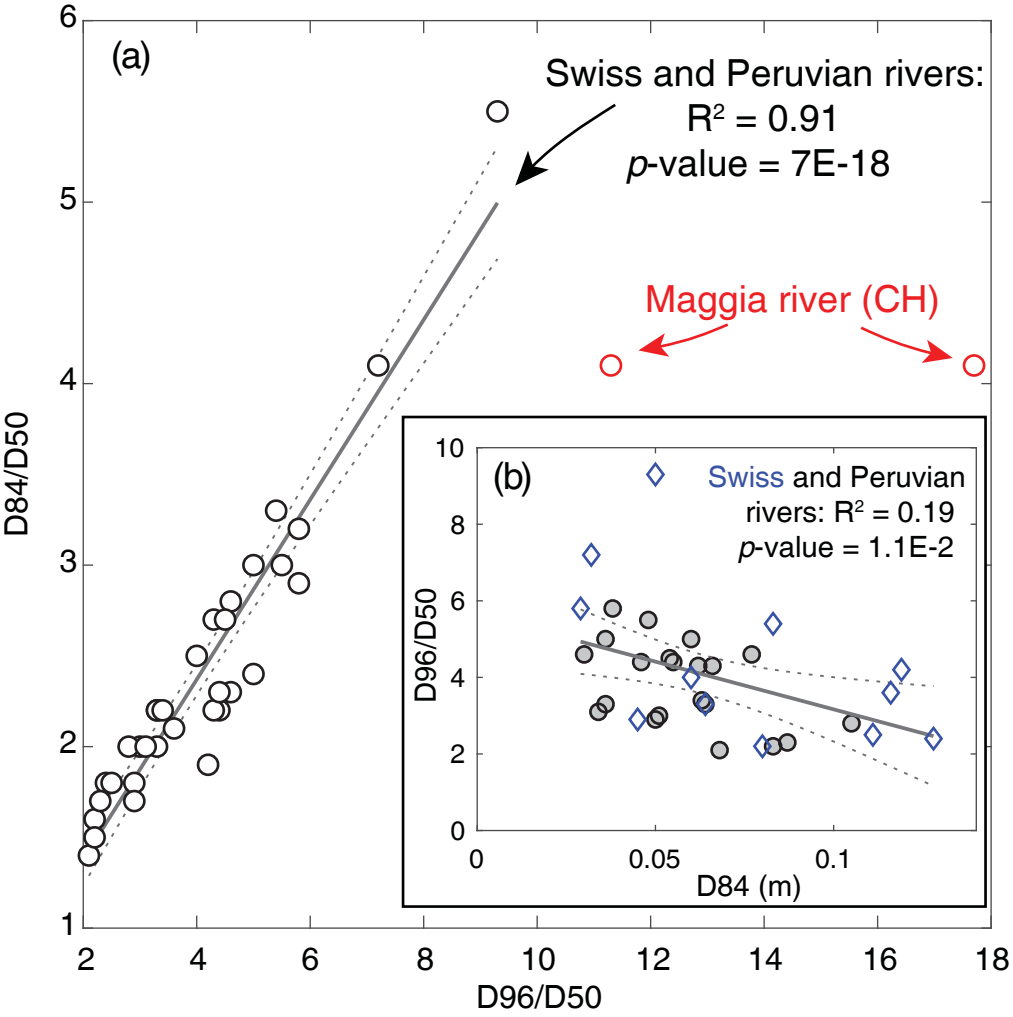 (a)
Swiss and Peruvian rivers:
R² = 0.91
p-value = 7E-18
Maggia river (CH)
6
5
4
3
2
1
D84/D50
2 4 6 8 10 12 14 16 18
D96/D50
(b)
Swiss and Peruvian
rivers: R² = 0.19
p-value = 1.1E-2
10
8
6
4
2
0
D96/D50
0 0.05 0.1
D84 (m)